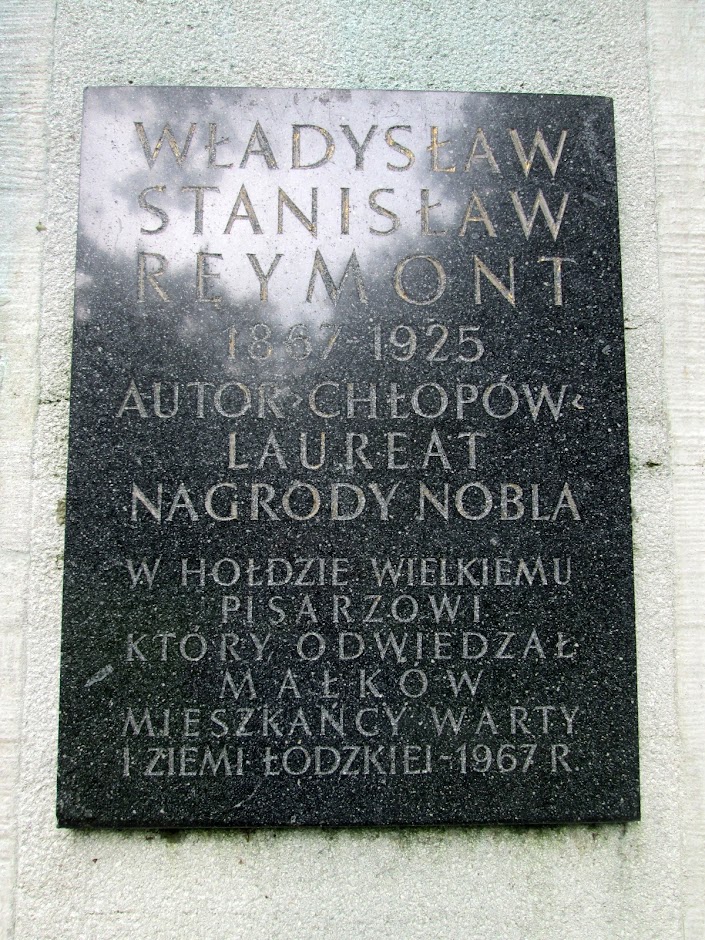 WŁADYSŁAW
STANISŁAW
REYMONT
1867-1925
AUTOR ›CHŁOPÓW‹
LAUREAT
NAGRODY NOBLA
W HOŁDZIE WIELKIEMU
PISARZOWI
KTÓRY ODWIEDZAŁ
MAŁKÓW
MIESZKAŃCY WARTY
I ZIEMI ŁÓDZKIEJ-1967 R.